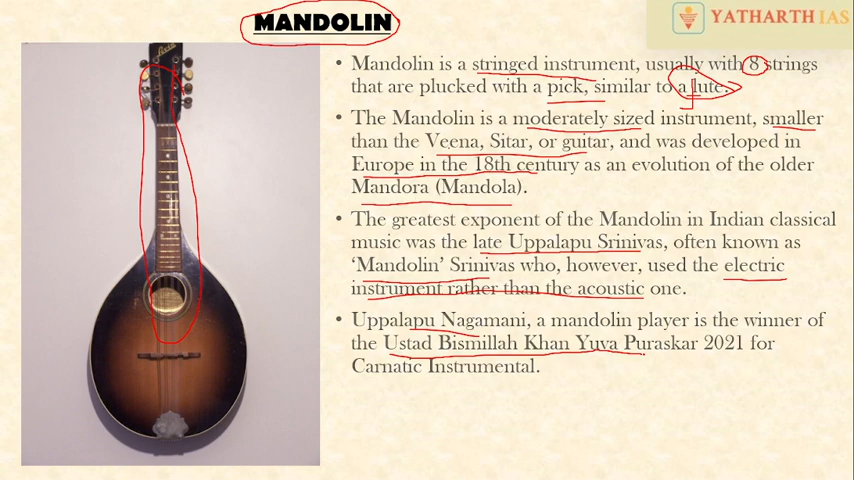 MANDOLIN
YATHARTH IAS
• Mandolin is a stringed instrument, usually with 8 strings
that are plucked with a pick, similar to a lute.
• The Mandolin is a moderately sized instrument, smaller
than the Veena, Sitar, or guitar, and was developed in
Europe in the 18th century as an evolution of the older
Mandora (Mandola).
• The greatest exponent of the Mandolin in Indian classical
music was the late Uppalapu Srinivas, often known as
‘Mandolin’ Srinivas who, however, used the electric
instrument rather than the acoustic one.
• Uppalapu Nagamani, a mandolin player is the winner of
the Ustad Bismillah Khan Yuva Puraskar 2021 for
Carnatic Instrumental.